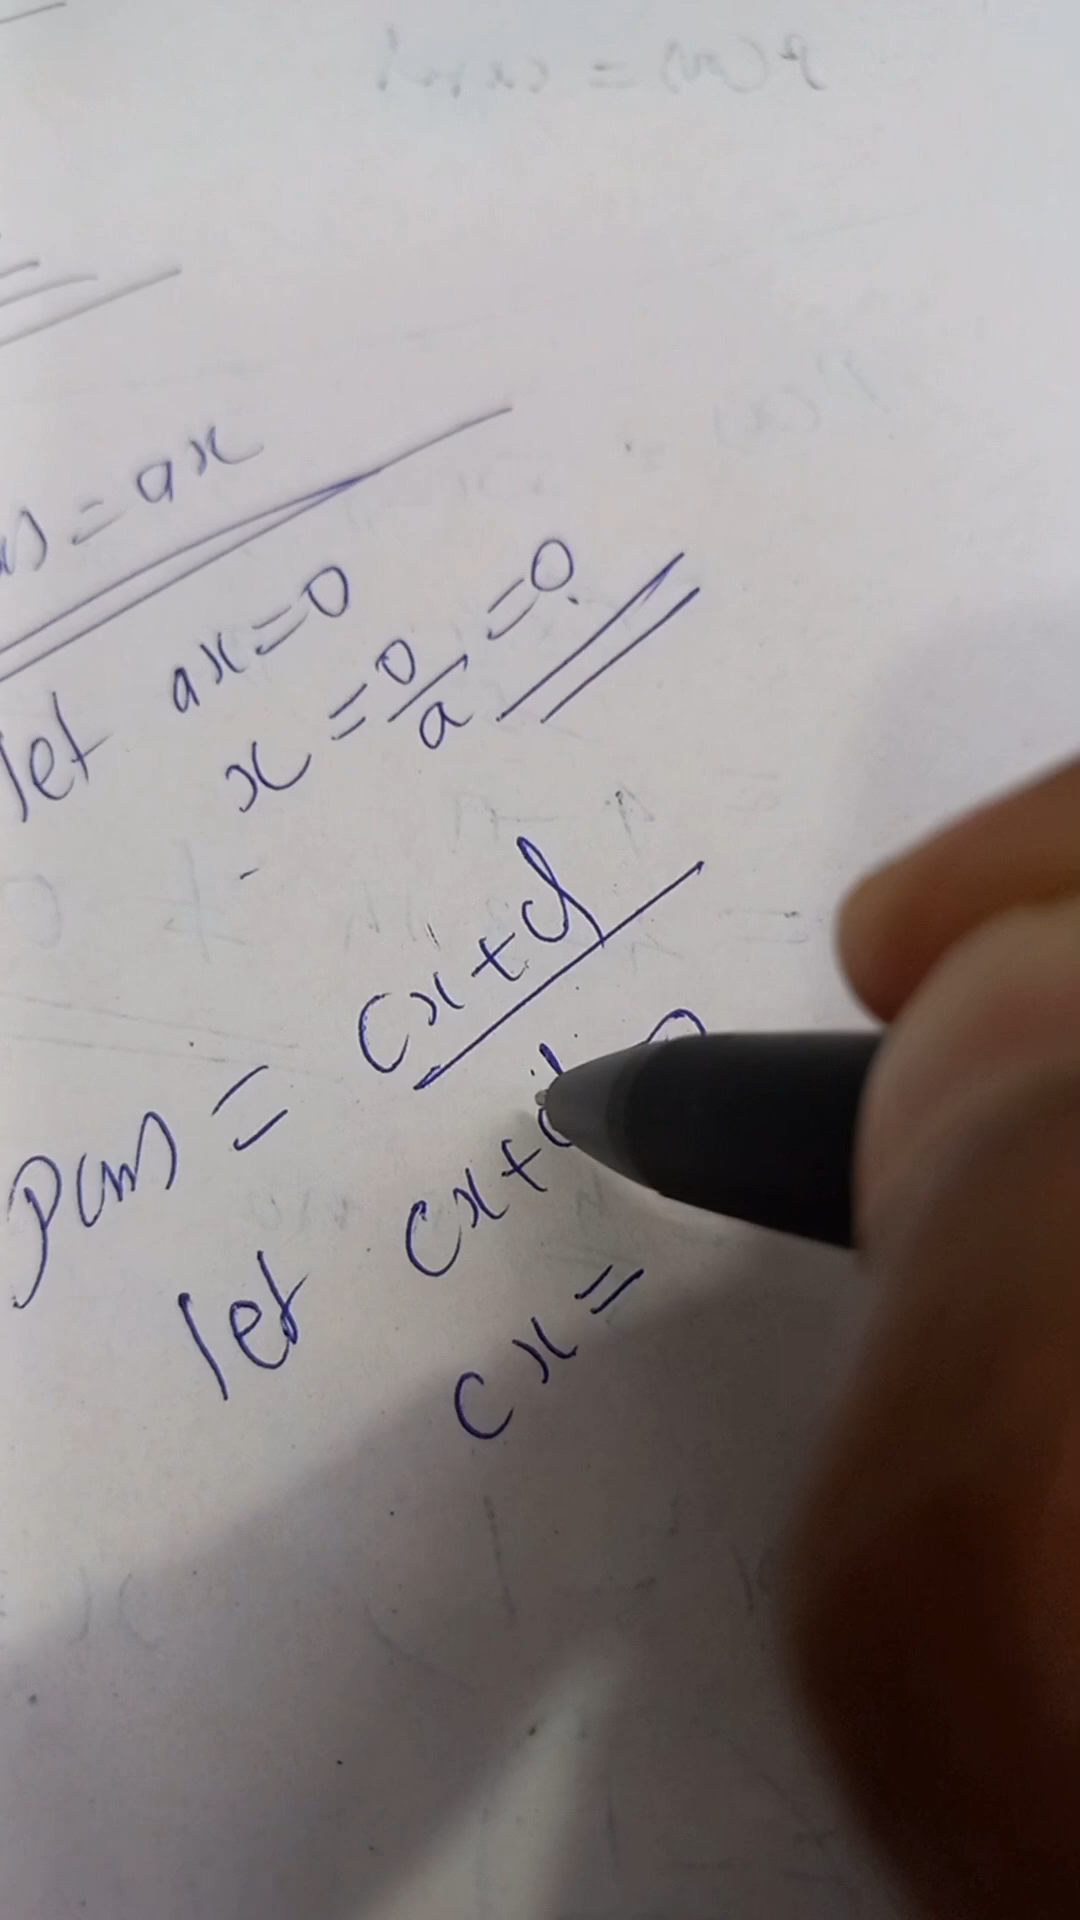 = ax
let ax=0
x = 0/a = 0.
P(x) = cx+d
let cx+d
cx =